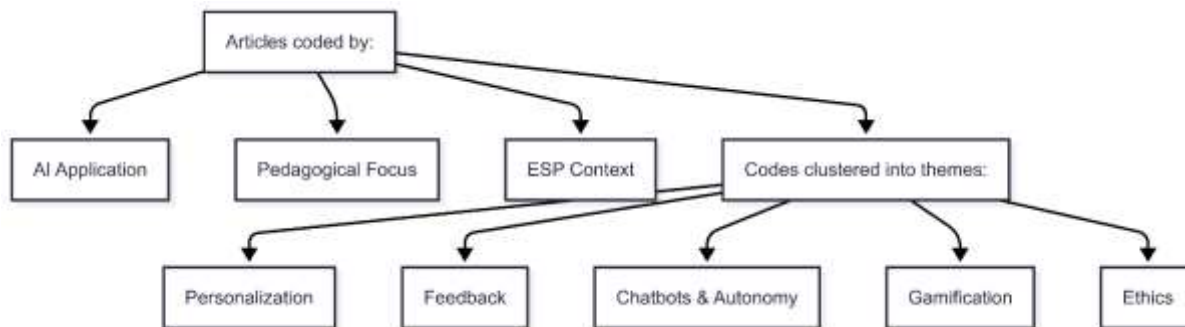 Articles coded by:
AI Application
Pedagogical Focus
ESP Context
Codes clustered into themes:
Personalization
Feedback
Chatbots & Autonomy
Gamification
Ethics